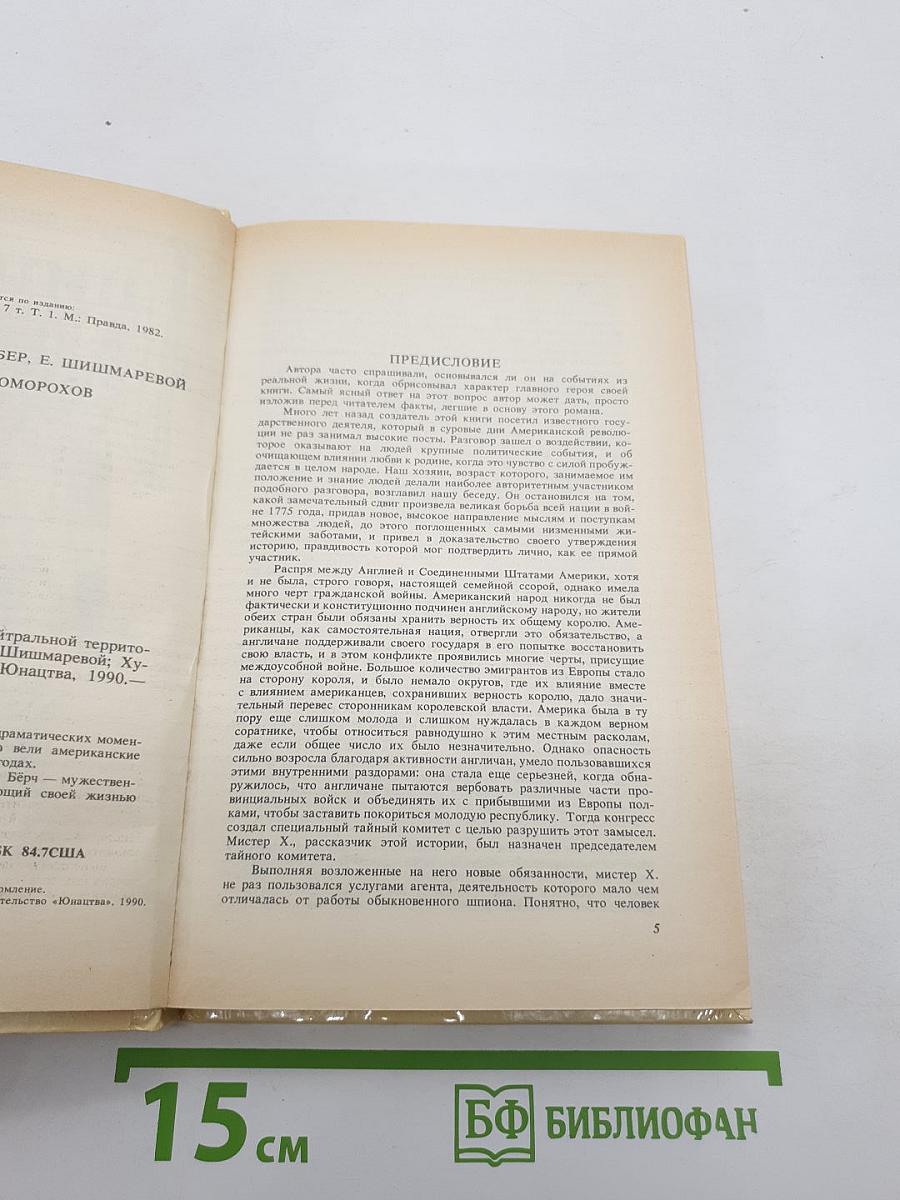 ется по изданию:
7 т. Т. 1. М.: Правда, 1982.
БЕР, Е. ШИШМАРЕВОЙ
ОМОРОХОВ
йтральной террито-
Шишмаревой; Ху-
Юнацтва, 1990.—
драматических момен-
вели американские
годах.
Бёрч — мужествен-
ющий своей жизнью
БК 84.7США
омление.
тельство «Юнацтва», 1990.
ПРЕДИСЛОВИЕ
Автора часто спрашивали, основывался ли он на событиях из
реальной жизни, когда обрисовывал характер главного героя своей
книги. Самый ясный ответ на этот вопрос автор может дать, просто
изложив перед читателем факты, легшие в основу этого романа.
Много лет назад создатель этой книги посетил известного госу-
дарственного деятеля, который в суровые дни Американской револю-
ции не раз занимал высокие посты. Разговор зашел о воздействии, ко-
торое оказывают на людей крупные политические события, и об
очищающем влиянии любви к родине, когда это чувство с силой пробуж-
дается в целом народе. Наш хозяин, возраст которого, занимаемое им
положение и знание людей делали наиболее авторитетным участником
подобного разговора, возглавил нашу беседу. Он остановился на том,
какой замечательный сдвиг произвела великая борьба всей нации в вой-
не 1775 года, придав новое, высокое направление мыслям и поступкам
множества людей, до этого поглощенных самыми низменными жи-
тейскими заботами, и привел в доказательство своего утверждения
историю, правдивость которой мог подтвердить лично, как ее прямой
участник.
Распря между Англией и Соединенными Штатами Америки, хотя
и не была, строго говоря, настоящей семейной ссорой, однако имела
много черт гражданской войны. Американский народ никогда не был
фактически и конституционно подчинен английскому народу, но жители
обеих стран были обязаны хранить верность их общему королю. Аме-
риканцы, как самостоятельная нация, отвергли это обязательство, а
англичане поддерживали своего государя в его попытке восстановить
свою власть, и в этом конфликте проявились многие черты, присущие
междоусобной войне. Большое количество эмигрантов из Европы стало
на сторону короля, и было немало округов, где их влияние вместе
с влиянием американцев, сохранивших верность королю, дало значи-
тельный перевес сторонникам королевской власти. Америка была в ту
пору еще слишком молода и слишком нуждалась в каждом верном
соратнике, чтобы относиться равнодушно к этим местным расколам,
даже если общее число их было незначительно. Однако опасность
сильно возросла благодаря активности англичан, умело пользовавшихся
этими внутренними раздорами: она стала еще серьезней, когда обна-
ружилось, что англичане пытаются вербовать различные части про-
винциальных войск и объединять их с прибывшими из Европы пол-
ками, чтобы заставить покориться молодую республику. Тогда конгресс
создал специальный тайный комитет с целью разрушить этот замысел.
Мистер Х., рассказчик этой истории, был назначен председателем
тайного комитета.
Выполняя возложенные на него новые обязанности, мистер Х.
не раз пользовался услугами агента, деятельность которого мало чем
отличалась от работы обыкновенного шпиона. Понятно, что человек
5
15 см
БФ БИБЛИОФАН